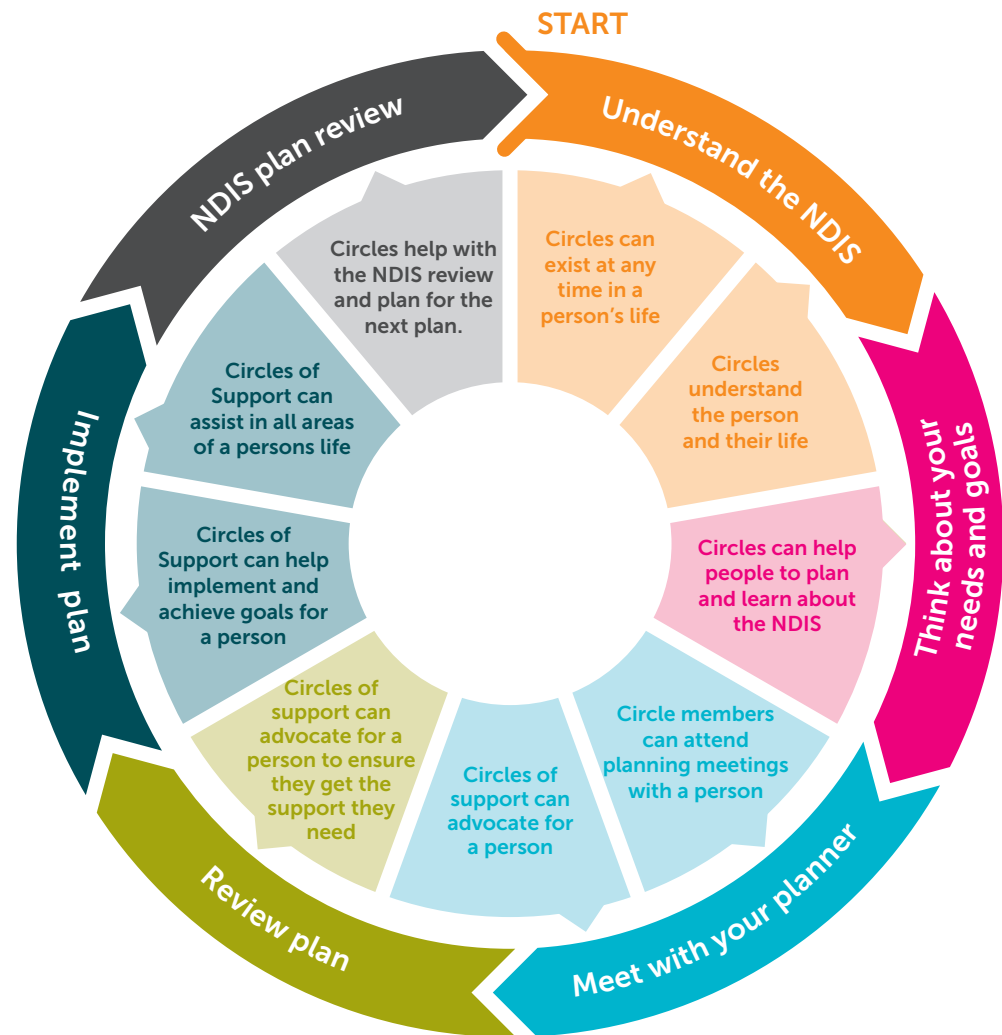 START
Understand the NDIS
Circles can
exist at any
time in a
person's life
Circles
understand
the person
and their life
Think about your
needs and goals
Circles can help
people to plan
and learn about
the NDIS
Meet with your planner
Circle members
can attend
planning meetings
with a person
Circles of
support can
advocate for
a person
Review plan
Circles of
support can
advocate for a
person to ensure
they get the
support they
need
Implement plan
Circles of
Support can help
implement and
achieve goals for
a person
Circles of
Support can
assist in all areas
of a persons life
NDIS plan review
Circles help with
the NDIS review
and plan for the
next plan.